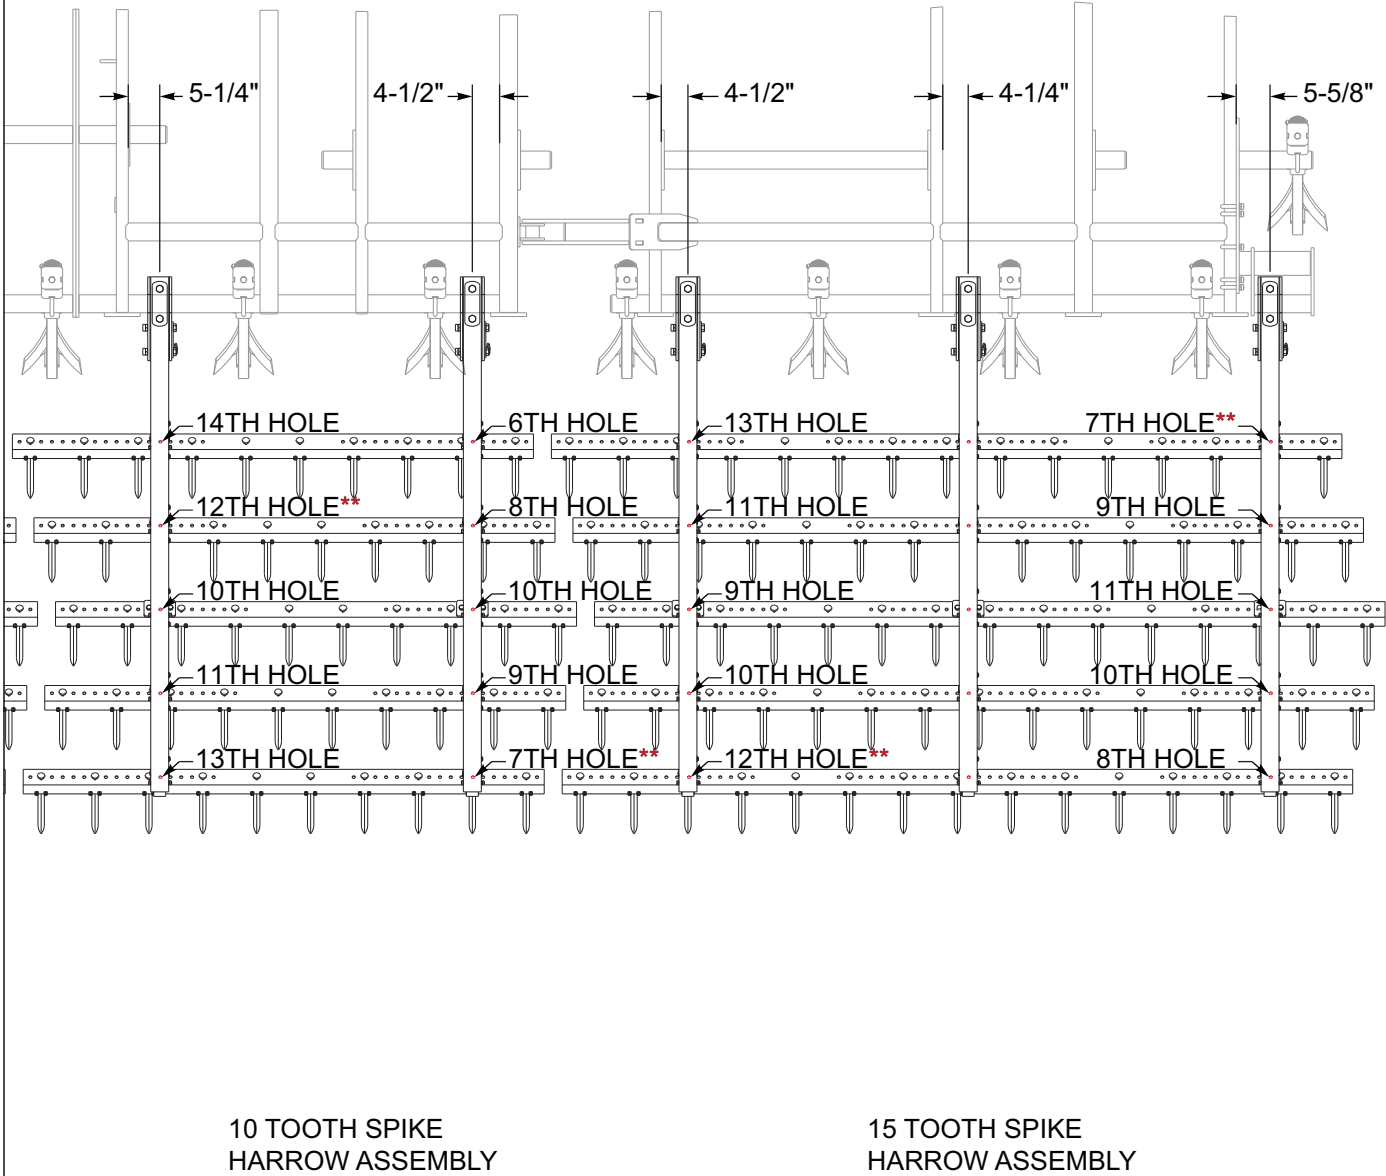 5-1/4"
4-1/2"
4-1/2"
4-1/4"
5-5/8"
14TH HOLE
6TH HOLE
13TH HOLE
7TH HOLE**
12TH HOLE**
8TH HOLE
11TH HOLE
9TH HOLE
10TH HOLE
10TH HOLE
9TH HOLE
11TH HOLE
11TH HOLE
9TH HOLE
10TH HOLE
10TH HOLE
13TH HOLE
7TH HOLE**
12TH HOLE**
8TH HOLE
10 TOOTH SPIKE
HARROW ASSEMBLY
15 TOOTH SPIKE
HARROW ASSEMBLY